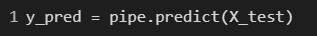 1 y_pred = pipe.predict(X_test)